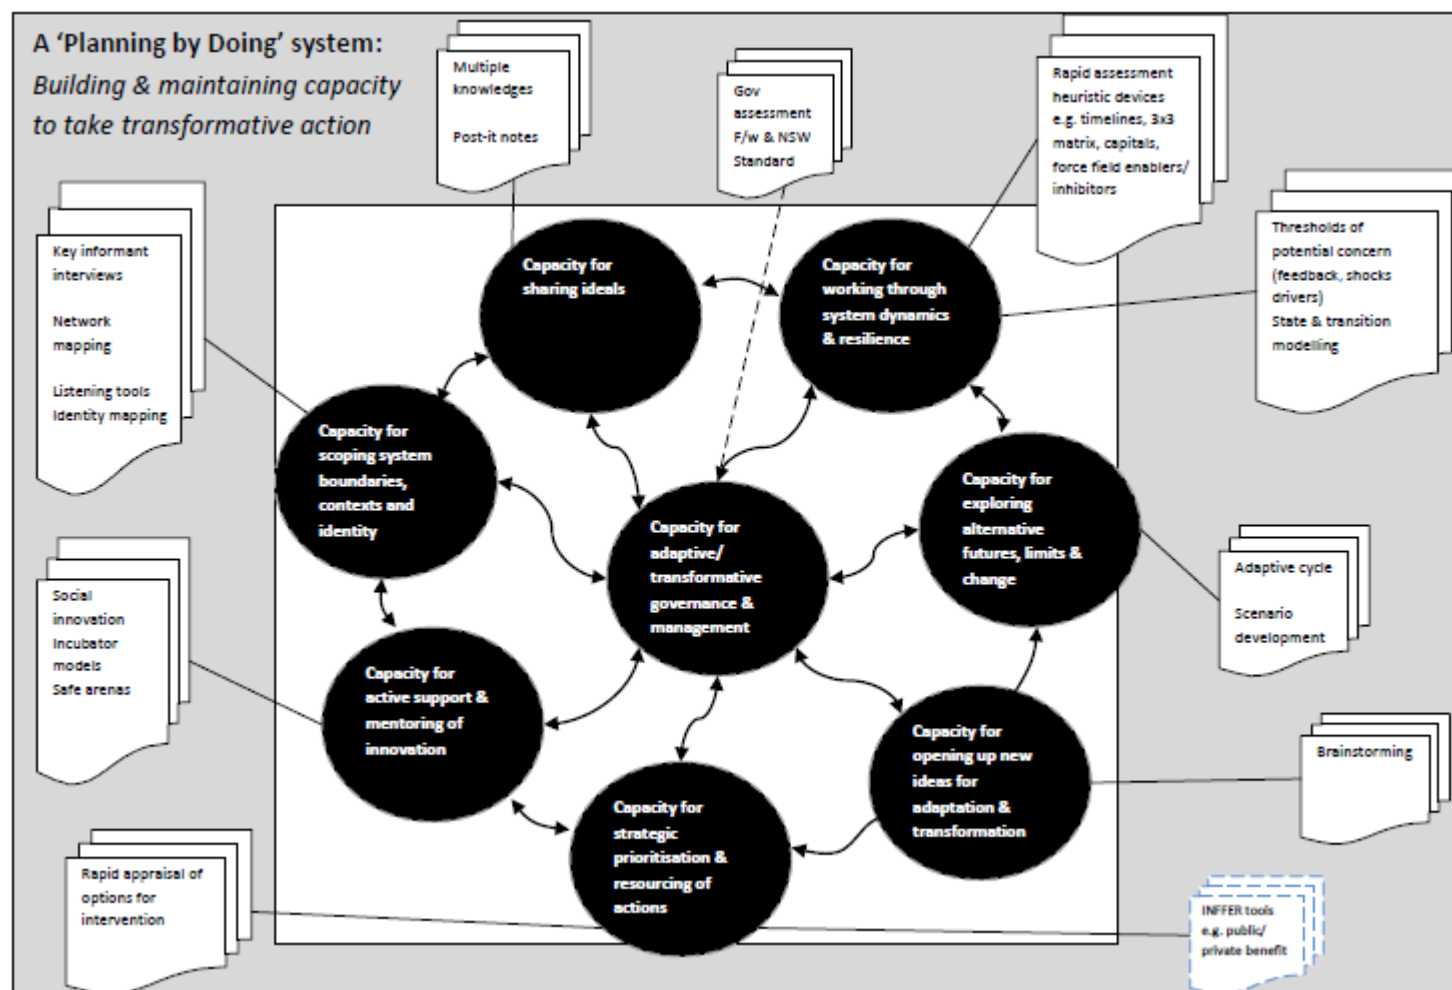 A 'Planning by Doing' system:
Building & maintaining capacity
to take transformative action
Multiple
knowledges
Post-it notes
Gov
assessment
F/w & NSW
Standard
Rapid assessment
heuristic devices
e.g. timelines, 3x3
matrix, capitals,
force field enablers/
inhibitors
Key informant
interviews
Network
mapping
Listening tools
Identity mapping
Thresholds of
potential concern
(feedback, shocks
drivers)
State & transition
modelling
Capacity for
sharing ideals
Capacity for
working through
system dynamics
& resilience
Capacity for
scoping system
boundaries,
contexts and
identity
Capacity for
exploring
alternative
futures, limits &
change
Capacity for
adaptive/
transformative
governance &
management
Social
innovation
Incubator
models
Safe arenas
Adaptive cycle
Scenario
development
Capacity for
active support &
mentoring of
innovation
Capacity for
opening up new
ideas for
adaptation &
transformation
Brainstorming
Capacity for
strategic
prioritisation &
resourcing of
actions
Rapid appraisal of
options for
intervention
INFFER tools
e.g. public/
private benefit